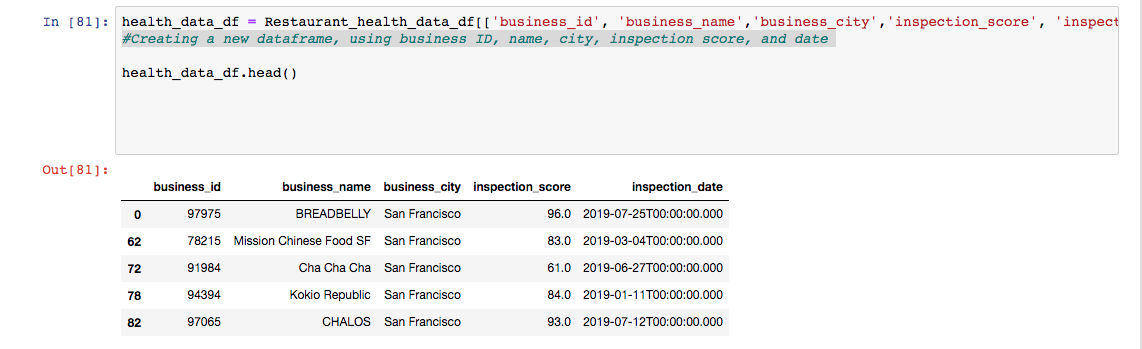 In [81]: health_data_df = Restaurant_health_data_df[['business_id', 'business_name','business_city','inspection_score', 'inspect
#Creating a new dataframe, using business ID, name, city, inspection score, and date
health_data_df.head()
Out[81]:
business_id business_name business_city inspection_score inspection_date
0 97975 BREADBELLY San Francisco 96.0 2019-07-25T00:00:00.000
62 78215 Mission Chinese Food SF San Francisco 83.0 2019-03-04T00:00:00.000
72 91984 Cha Cha Cha San Francisco 61.0 2019-06-27T00:00:00.000
78 94394 Kokio Republic San Francisco 84.0 2019-01-11T00:00:00.000
82 97065 CHALOS San Francisco 93.0 2019-07-12T00:00:00.000